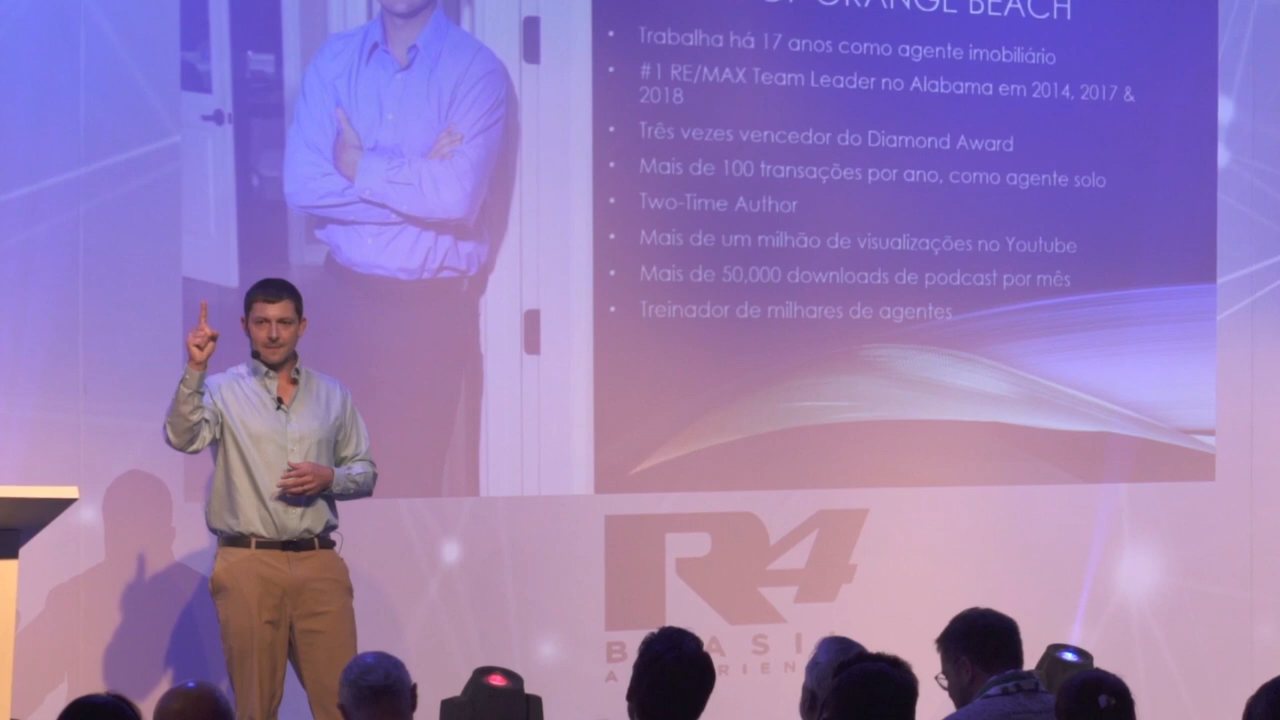 ORANGE BEACH
• Trabalha há 17 anos como agente imobiliário
• #1 RE/MAX Team Leader no Alabama em 2014, 2017 &
2018
• Três vezes vencedor do Diamond Award
• Mais de 100 transações por ano, como agente solo
• Two-Time Author
• Mais de um milhão de visualizações no Youtube
• Mais de 50,000 downloads de podcast por mês
• Treinador de milhares de agentes
R4